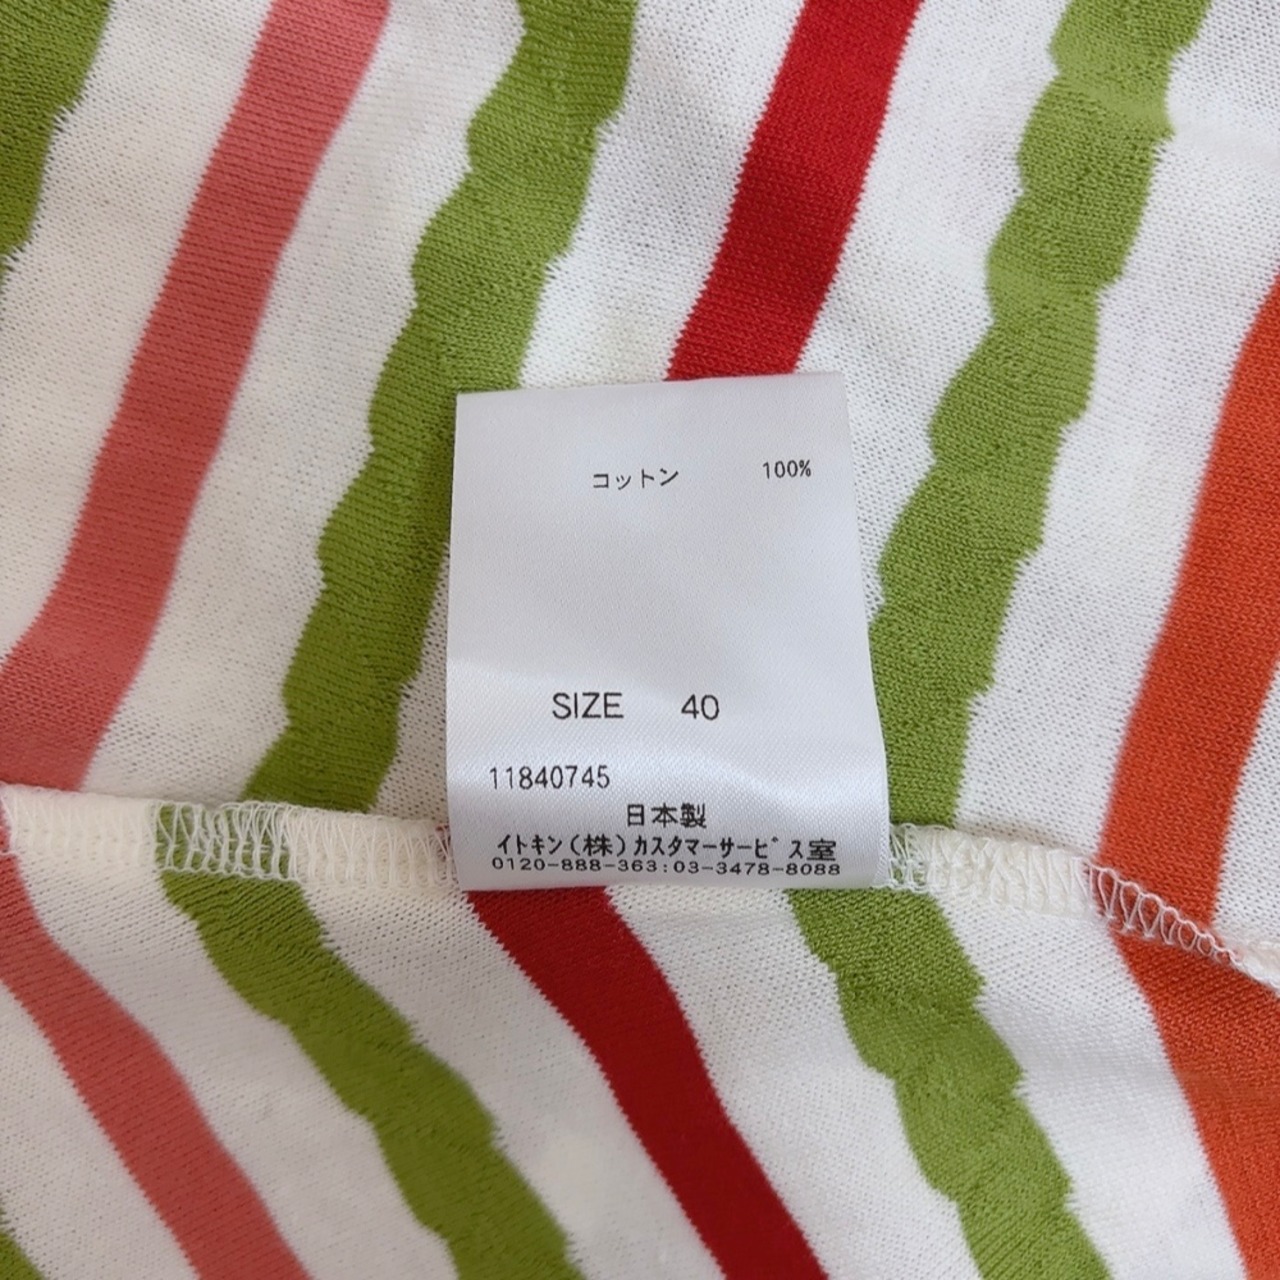 コットン 100%
SIZE 40
11840745
日本製
イトキン(株)カスタマーサービス室
0120-888-363:03-3478-8088